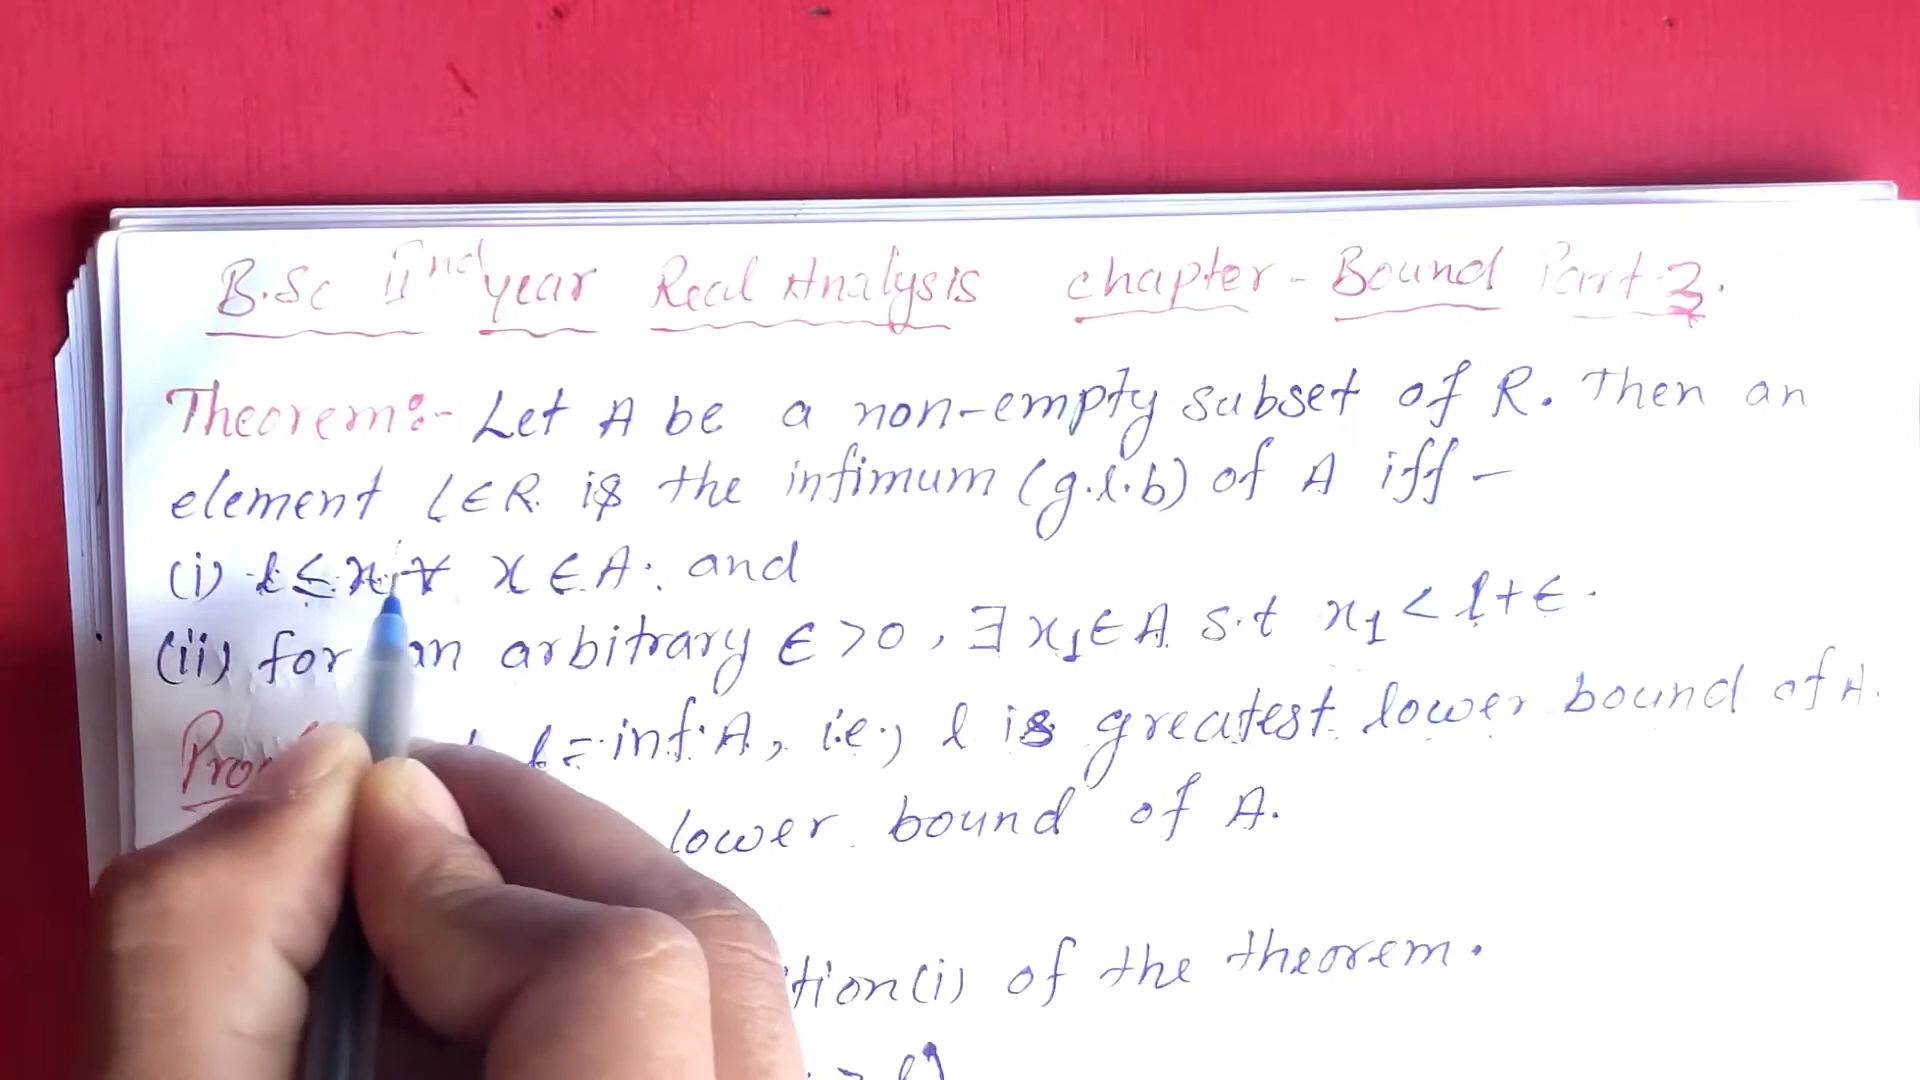 B.Sc IInd year Real Analysis chapter - Bound Part-3.
Theorem:- Let A be a non-empty subset of R. Then an
element l∈R is the infimum (g.l.b) of A iff -
(i) l ≤ x ∀ x ∈ A. and
(ii) for an arbitrary ϵ > 0, ∃ x₁ ∈ A s.t x₁ < l + ϵ.
l = inf. A, i.e., l is greatest lower bound of A.
lower bound of A.
(i) of the theorem.